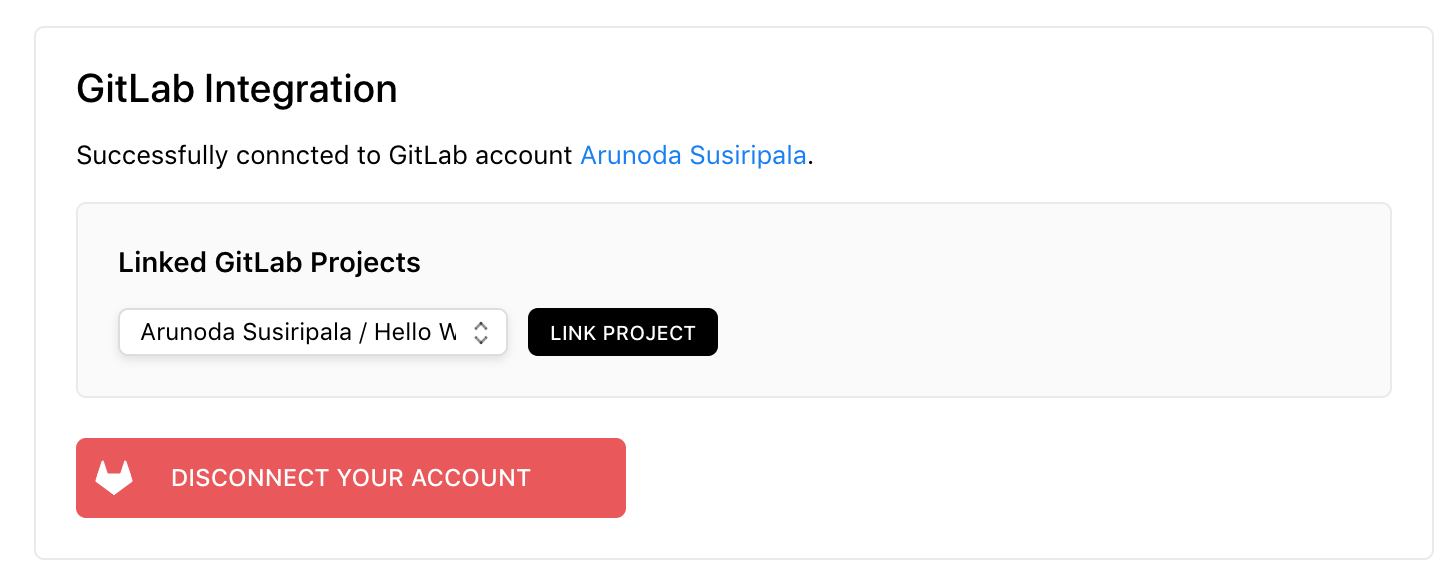 GitLab Integration
Successfully conncted to GitLab account Arunoda Susiripala.
Linked GitLab Projects
Arunoda Susiripala / Hello W
LINK PROJECT
DISCONNECT YOUR ACCOUNT